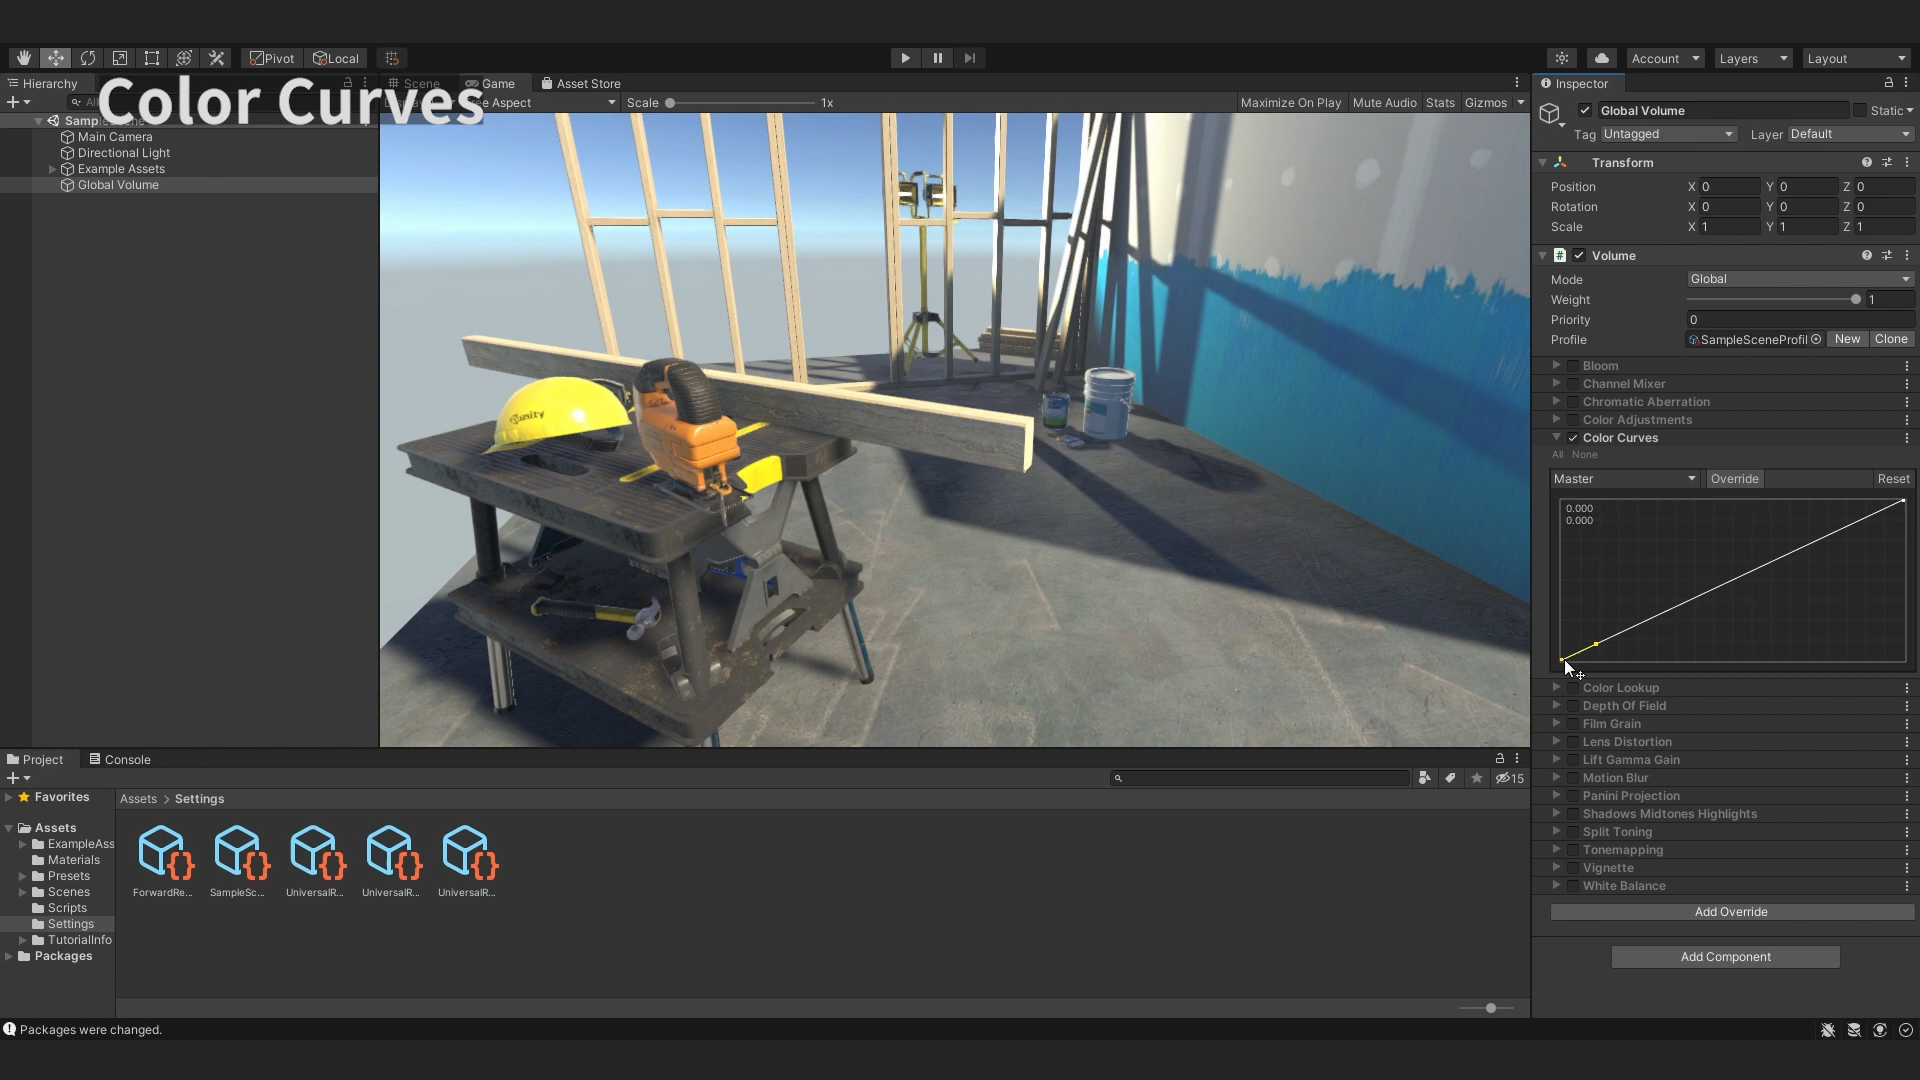 Pivot
Local
Account
Layers
Layout
Hierarchy
Color Curves
Scene
Game
Asset Store
Inspector
All
Free Aspect
Scale
1x
Maximize On Play
Mute Audio
Stats
Gizmos
Global Volume
Static
Tag
Untagged
Layer
Default
Main Camera
Directional Light
Example Assets
Global Volume
Transform
Position
X 0
Y 0
Z 0
Rotation
X 0
Y 0
Z 0
Scale
X 1
Y 1
Z 1
Volume
Mode
Global
Weight
1
Priority
0
Profile
SampleSceneProfil
New
Clone
Bloom
Channel Mixer
Chromatic Aberration
Color Adjustments
Color Curves
All None
Master
Override
Reset
0.000
0.000
Color Lookup
Depth Of Field
Film Grain
Lens Distortion
Lift Gamma Gain
Motion Blur
Panini Projection
Shadows Midtones Highlights
Split Toning
Tonemapping
Vignette
White Balance
Add Override
Add Component
Project
Console
15
Favorites
Assets > Settings
Assets
ExampleAss
Materials
Presets
Scenes
Scripts
Settings
TutorialInfo
Packages
ForwardRe...
SampleSc...
UniversalR...
UniversalR...
UniversalR...
Packages were changed.